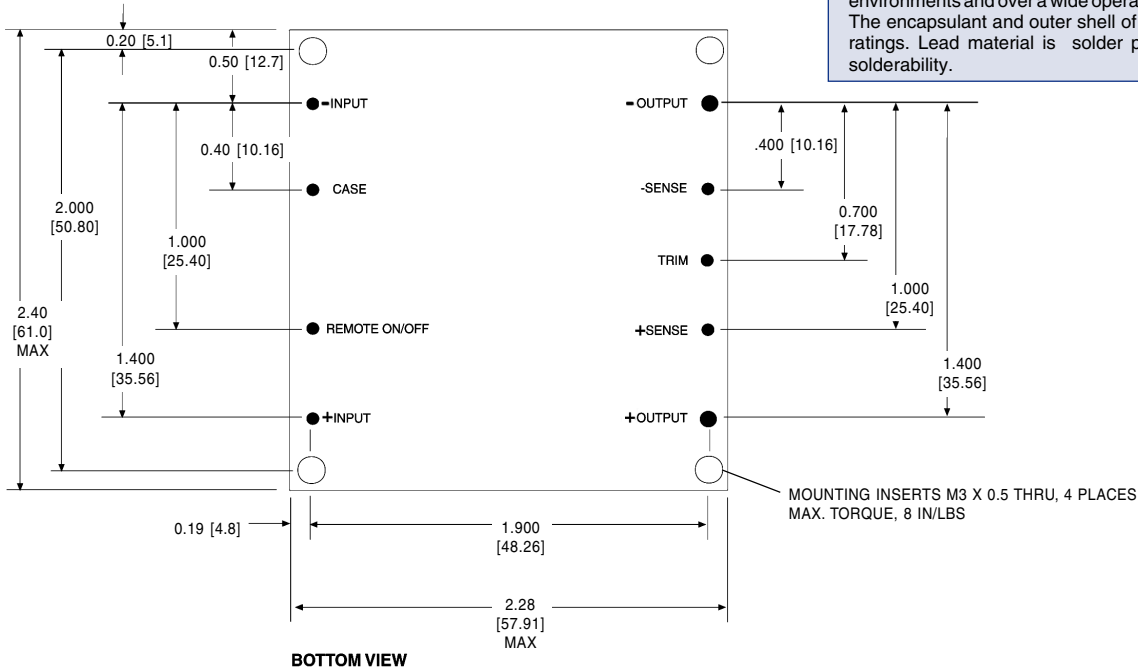 environments and over a wide opera
The encapsulant and outer shell of
ratings. Lead material is solder p
solderability.
0.20 [5.1]
0.50 [12.7]
-INPUT
-OUTPUT
0.40 [10.16]
.400 [10.16]
CASE
-SENSE
2.000
[50.80]
0.700
[17.78]
1.000
[25.40]
TRIM
1.000
[25.40]
2.40
[61.0]
MAX
REMOTE ON/OFF
+SENSE
1.400
[35.56]
1.400
[35.56]
+INPUT
+OUTPUT
MOUNTING INSERTS M3 X 0.5 THRU, 4 PLACES
MAX. TORQUE, 8 IN/LBS
0.19 [4.8]
1.900
[48.26]
2.28
[57.91]
MAX
BOTTOM VIEW